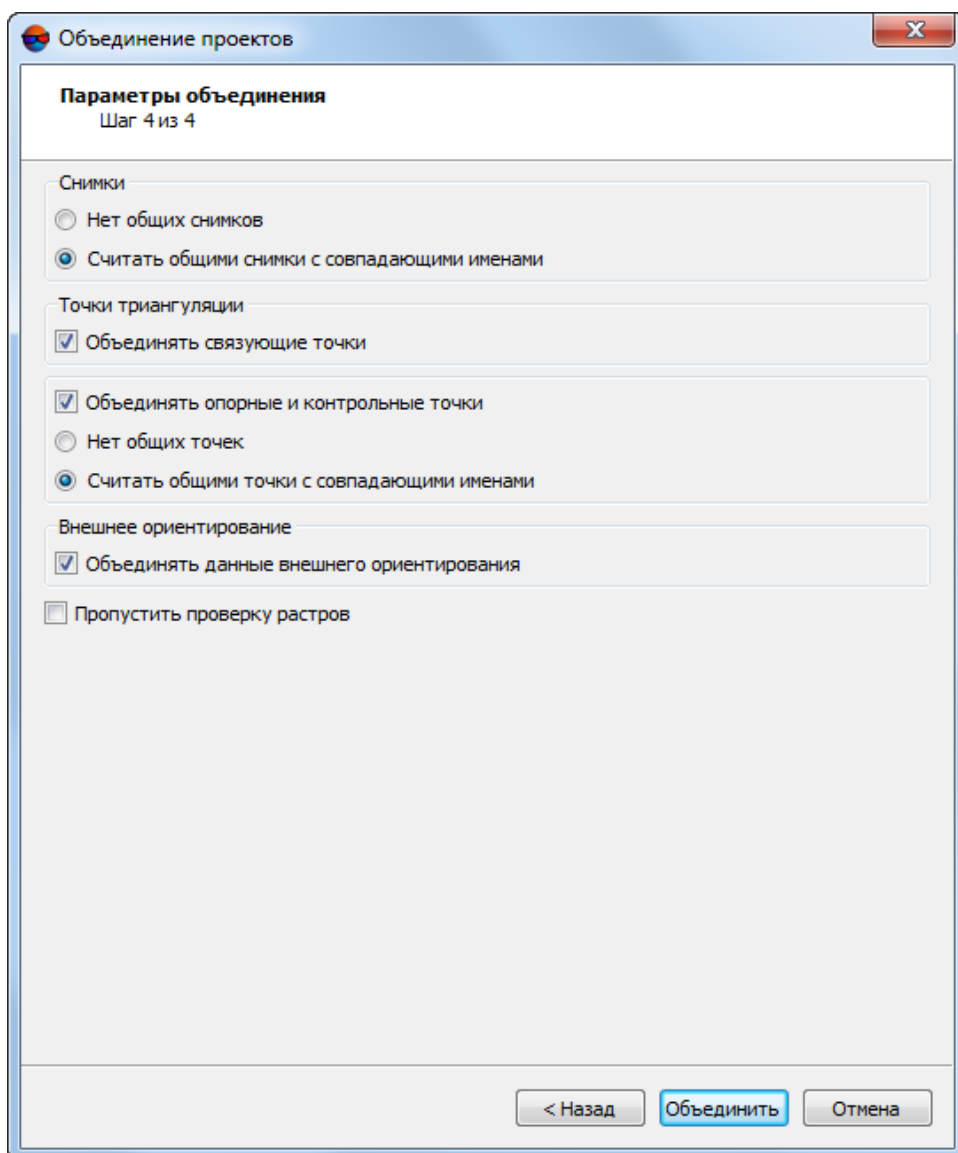 Объединение проектов
Параметры объединения
Шаг 4 из 4
Снимки
Нет общих снимков
Считать общими снимки с совпадающими именами
Точки триангуляции
Объединять связующие точки
Объединять опорные и контрольные точки
Нет общих точек
Считать общими точки с совпадающими именами
Внешнее ориентирование
Объединять данные внешнего ориентирования
Пропустить проверку растров
< Назад
Объединить
Отмена